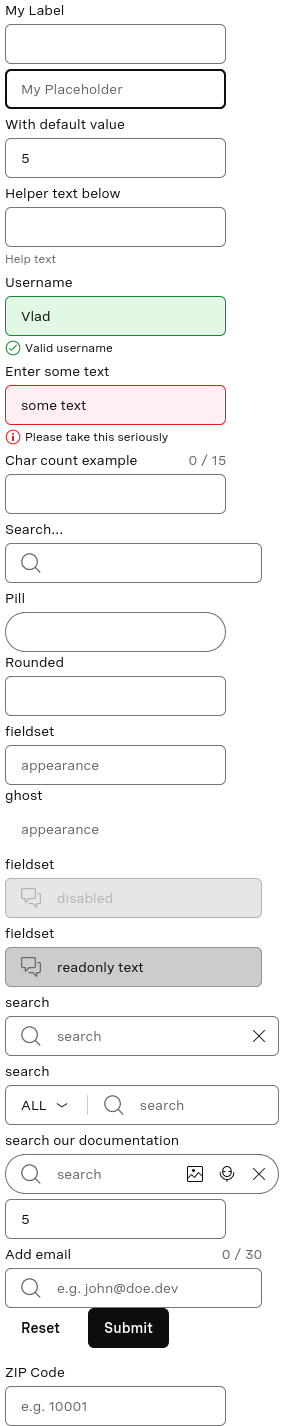 My Label
My Placeholder
With default value
5
Helper text below
Help text
Username
Vlad
Valid username
Enter some text
some text
Please take this seriously
Char count example 0 / 15
Search...
Pill
Rounded
fieldset
appearance
ghost
appearance
fieldset
disabled
fieldset
readonly text
search
search
search
ALL search
search our documentation
search
5
Add email 0 / 30
e.g. john@doe.dev
Reset Submit
ZIP Code
e.g. 10001